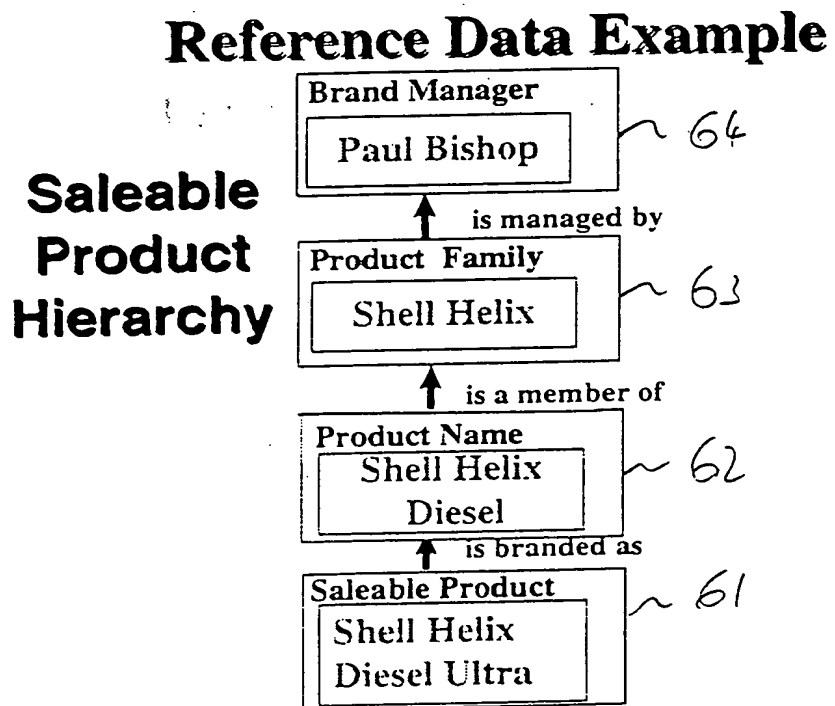 Reference Data Example
Saleable
Product
Hierarchy
Brand Manager
Paul Bishop
64
is managed by
Product Family
Shell Helix
63
is a member of
Product Name
Shell Helix
Diesel
62
is branded as
Saleable Product
Shell Helix
Diesel Ultra
61